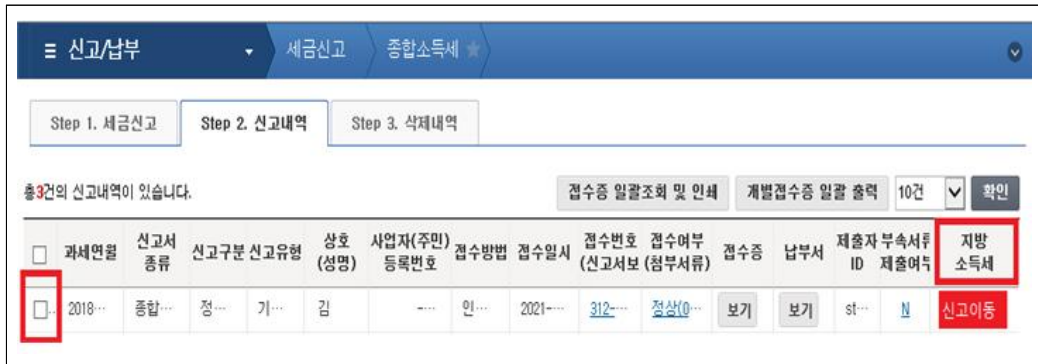 ≡ 신고/납부 세금신고 종합소득세
Step 1. 세금신고 Step 2. 신고내역 Step 3. 삭제내역
총3건의 신고내역이 있습니다. 접수증 일괄조회 및 인쇄 개별접수증 일괄 출력 10건 확인
과세연월 신고서 종류 신고구분 신고유형 상호 (성명) 사업자(주민) 등록번호 접수방법 접수일시 접수번호 (신고서보 접수여부 (첨부서류) 접수증 납부서 제출자 ID 부속서류 제출여부 지방 소득세
2018… 종합… 정… 기… 김 -… 인… 2021-… 312-… 정상(0… 보기 보기 st… N 신고이동